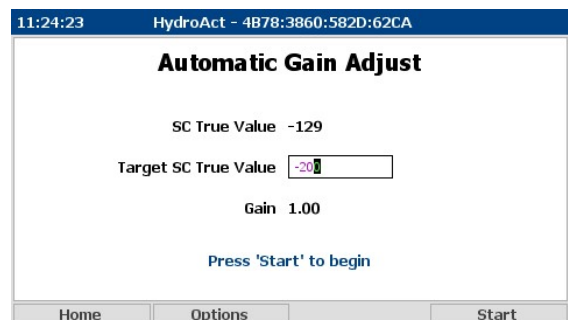 11:24:23 HydroAct - 4B78:3860:582D:62CA
Automatic Gain Adjust
SC True Value -129
Target SC True Value -200
Gain 1.00
Press 'Start' to begin
Home Options Start